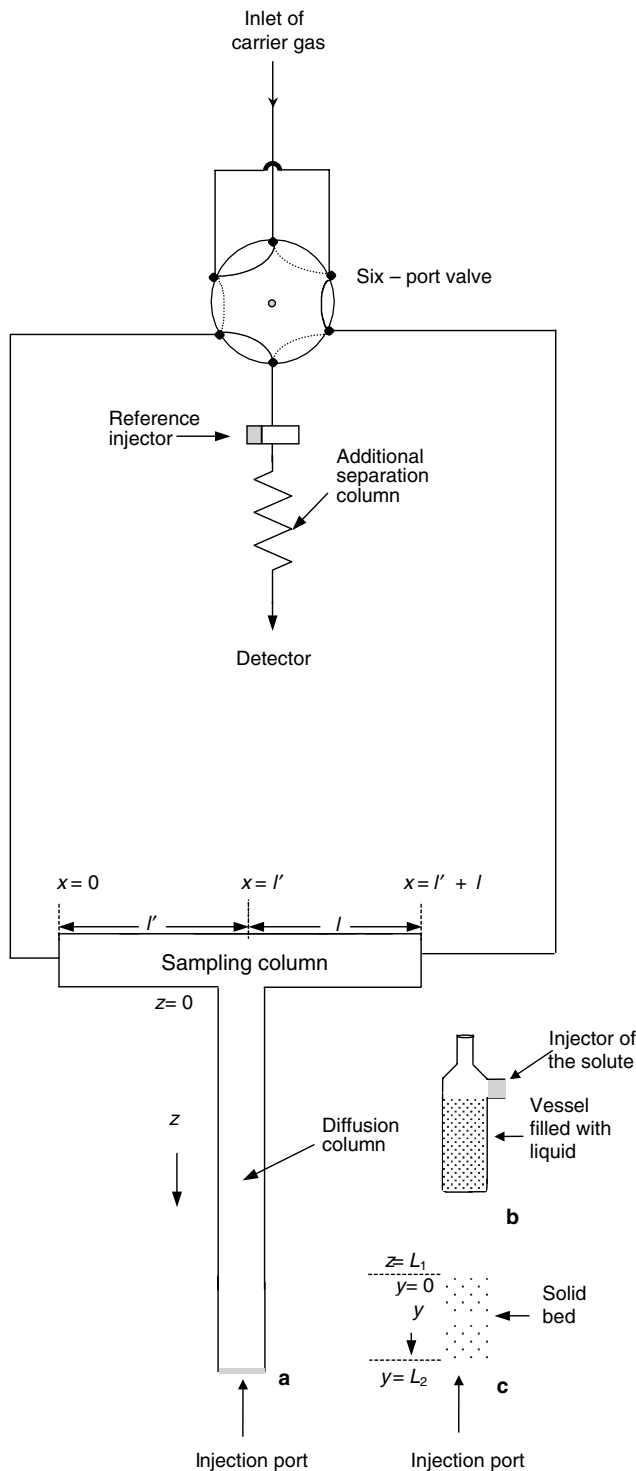 Inlet of
carrier gas
Six – port valve
Reference
injector
Additional
separation
column
Detector
x = 0
x = l′
x = l′ + l
l′
l
Sampling column
z = 0
z
Diffusion
column
Injector of
the solute
Vessel
filled with
liquid
b
z= L₁
y = 0
y
Solid
bed
y = L₂
a
c
Injection port
Injection port